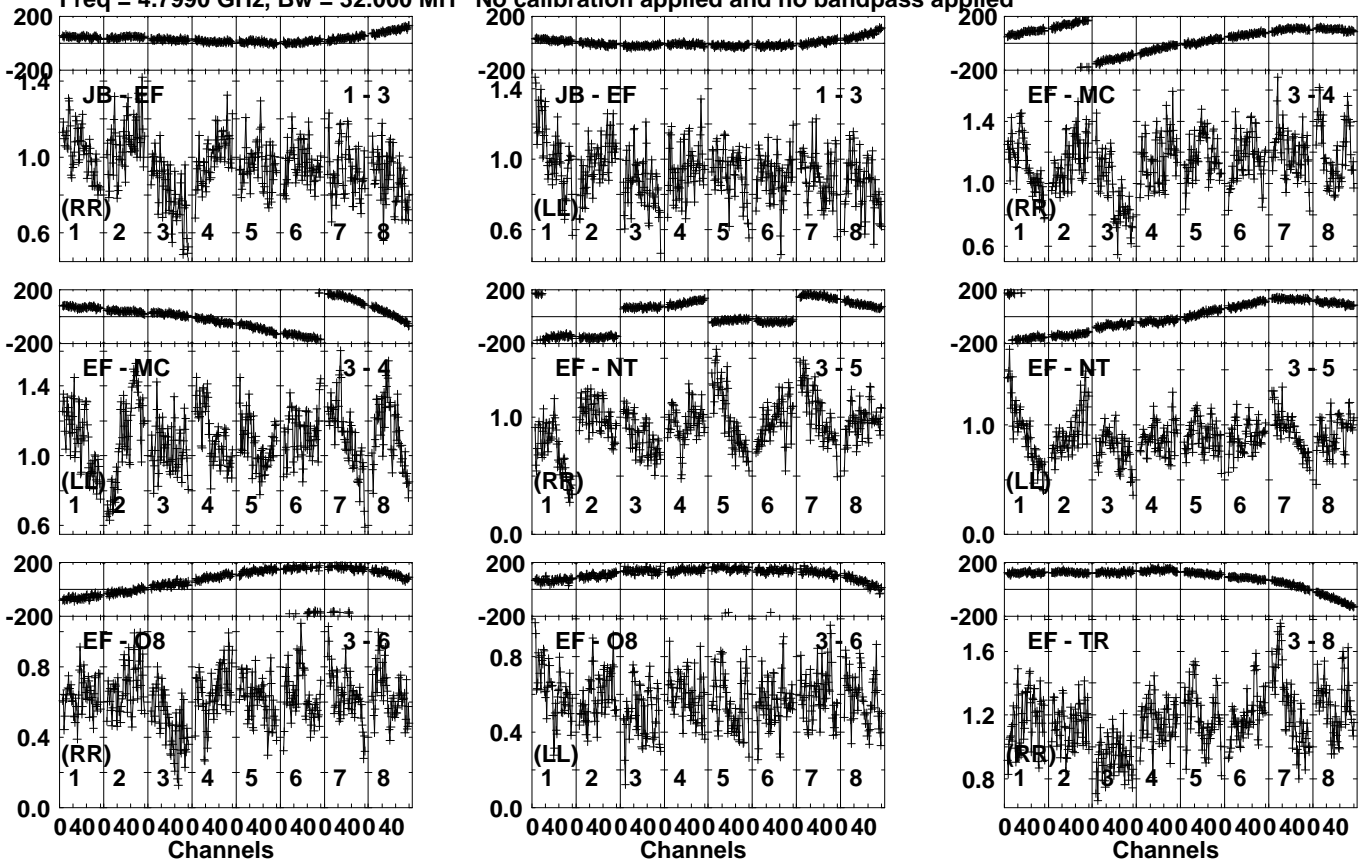 Freq = 4.7990 GHz, Bw = 32.000 MH No calibration applied and no bandpass applied
200 200 200
-200 -200 -200
1.4 JB - EF 1 - 3 1.4 JB - EF 1 - 3 EF - MC 3 - 4
1.4
1.0 1.0 1.0
(RR) (LL) (RR)
0.6 1 2 3 4 5 6 7 8 0.6 1 2 3 4 5 6 7 8 0.6 1 2 3 4 5 6 7 8
200 200 200
-200 -200 -200
EF - MC 3 - 4 EF - NT 3 - 5 EF - NT 3 - 5
1.4
1.0 1.0 1.0
(LL) (RR) (LL)
1 2 3 4 5 6 7 8 1 2 3 4 5 6 7 8 1 2 3 4 5 6 7 8
0.6 0.0 0.0
200 200 200
-200 -200 -200
EF - O8 3 - 6 EF - O8 3 - 6 EF - TR 3 - 8
0.8 0.8 1.6
0.4 0.4 1.2
(RR) (LL) (RR)
1 2 3 4 5 6 7 8 1 2 3 4 5 6 7 8 0.8 1 2 3 4 5 6 7 8
0.0 0.0
0 40 0 40 0 40 0 40 0 40 0 40 0 40 0 40 0 40 0 40 0 40 0 40 0 40 0 40 0 40 0 40 0 40 0 40 0 40 0 40 0 40 0 40 0 40 0 40
Channels Channels Channels